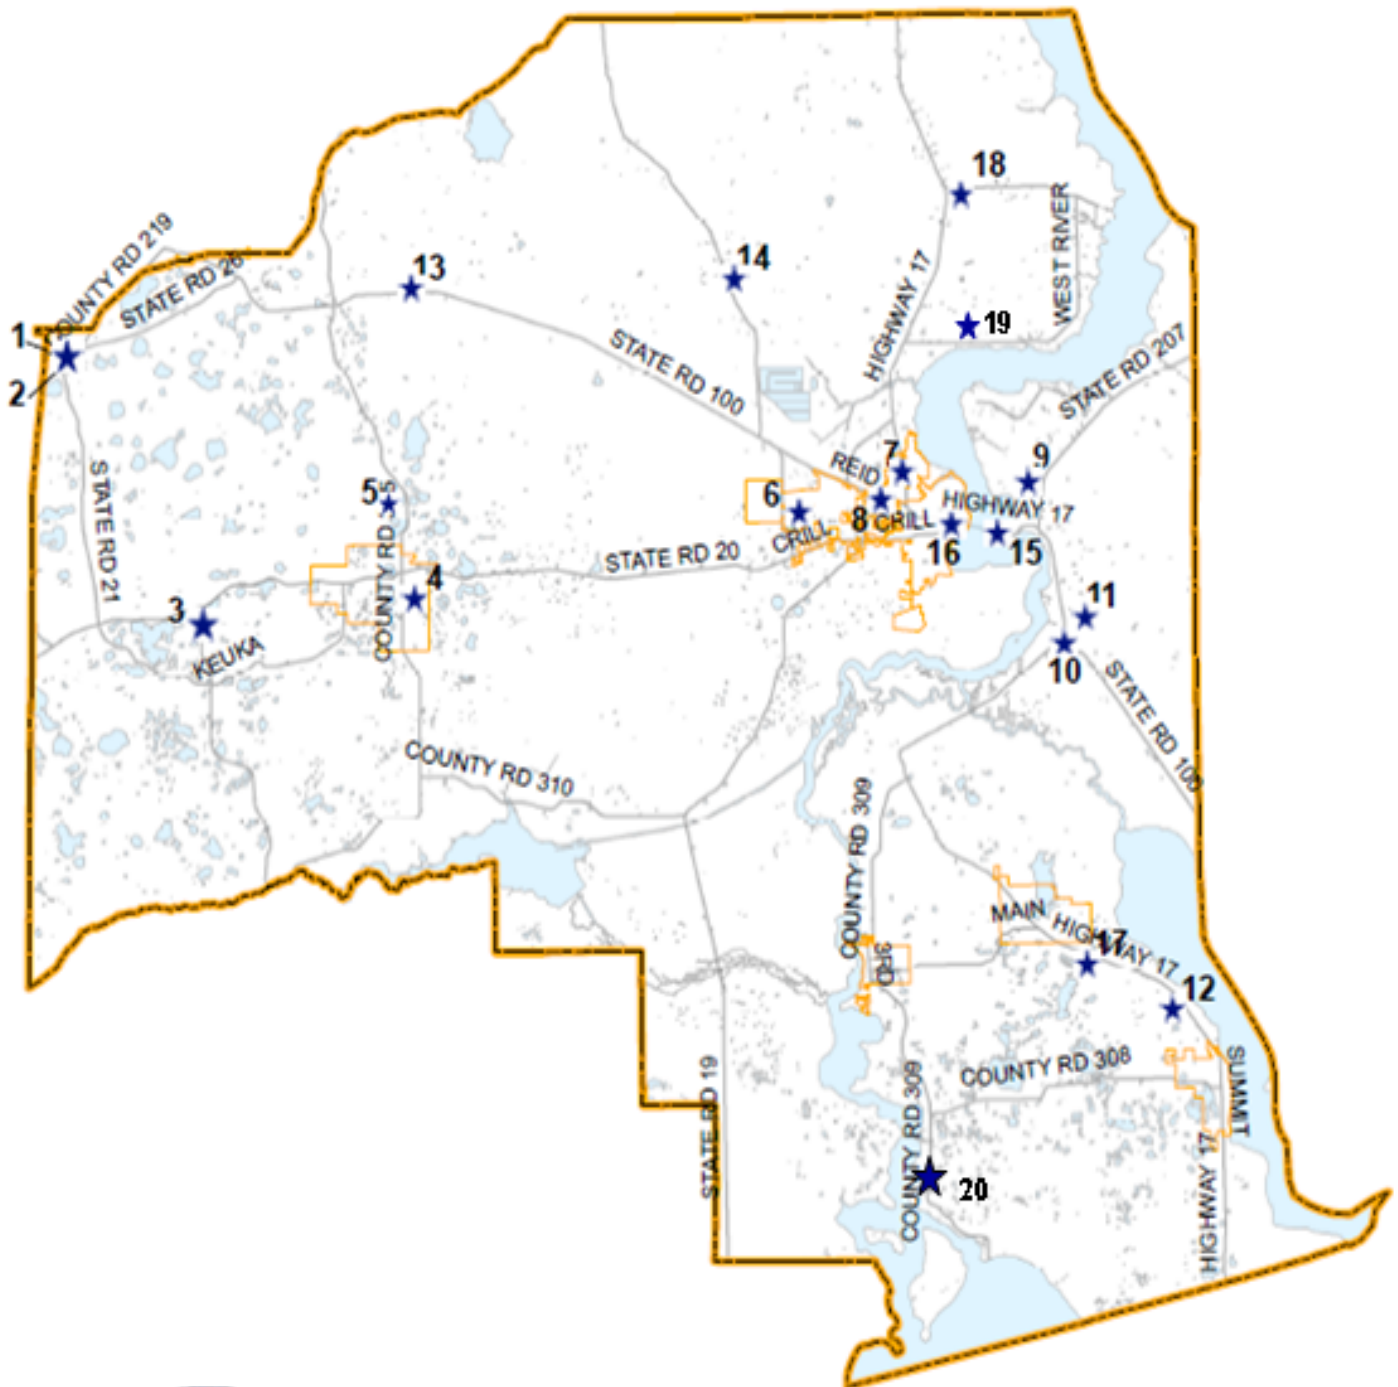 18
COUNTY RD 219
STATE RD 26
13
14
HIGHWAY 17
WEST RIVER
1
2
19
STATE RD 100
STATE RD 207
STATE RD 21
5
6
7
REID
9
8
CRILL
CRILL
HIGHWAY 17
16
15
STATE RD 20
COUNTY RD
4
3
KEUKA
11
10
STATE RD 100
COUNTY RD 310
COUNTY RD 309
MAIN
HIGHWAY 17
17
3RD
12
COUNTY RD 308
SUMMIT
STATE RD 19
COUNTY RD 309
HIGHWAY 17
20